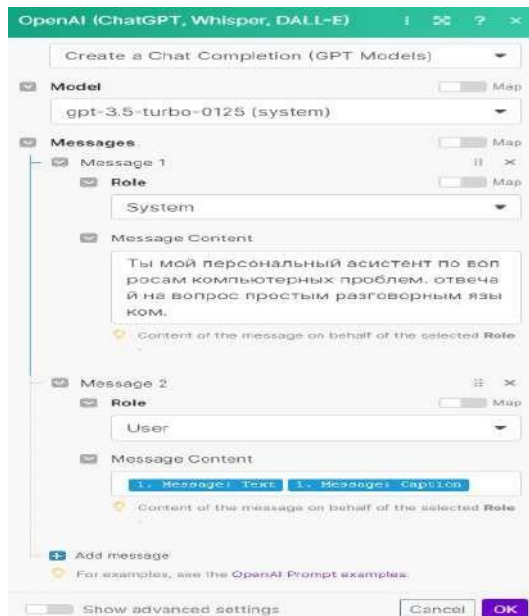 OpenAI (ChatGPT, Whisper, DALL-E)
Create a Chat Completion (GPT Models)
Model
Map
gpt-3.5-turbo-0125 (system)
Messages
Map
Message 1
Role
Map
System
Message Content
Ты мой персональный асистент по воп
росам компьютерных проблем. отвеча
й на вопрос простым разговорным язы
ком.
Content of the message on behalf of the selected Role
.
Message 2
Role
Map
User
Message Content
1. Message: Text 1. Message: Caption
Content of the message on behalf of the selected Role
.
Add message
For examples, see the OpenAI Prompt examples.
Show advanced settings
Cancel OK